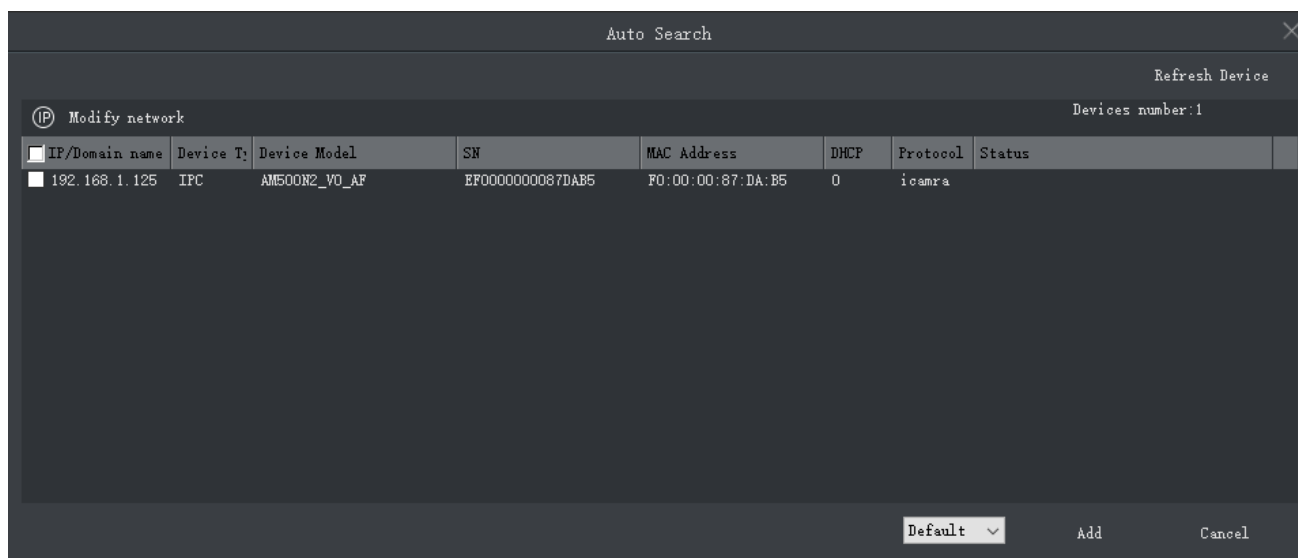 Auto Search
Refresh Device
IP Modify network
Devices number:1
IP/Domain name Device Ty Device Model SN MAC Address DHCP Protocol Status
192.168.1.125 IPC AM500N2_V0_AF EF0000000087DAB5 F0:00:00:87:DA:B5 0 icamra
Default Add Cancel